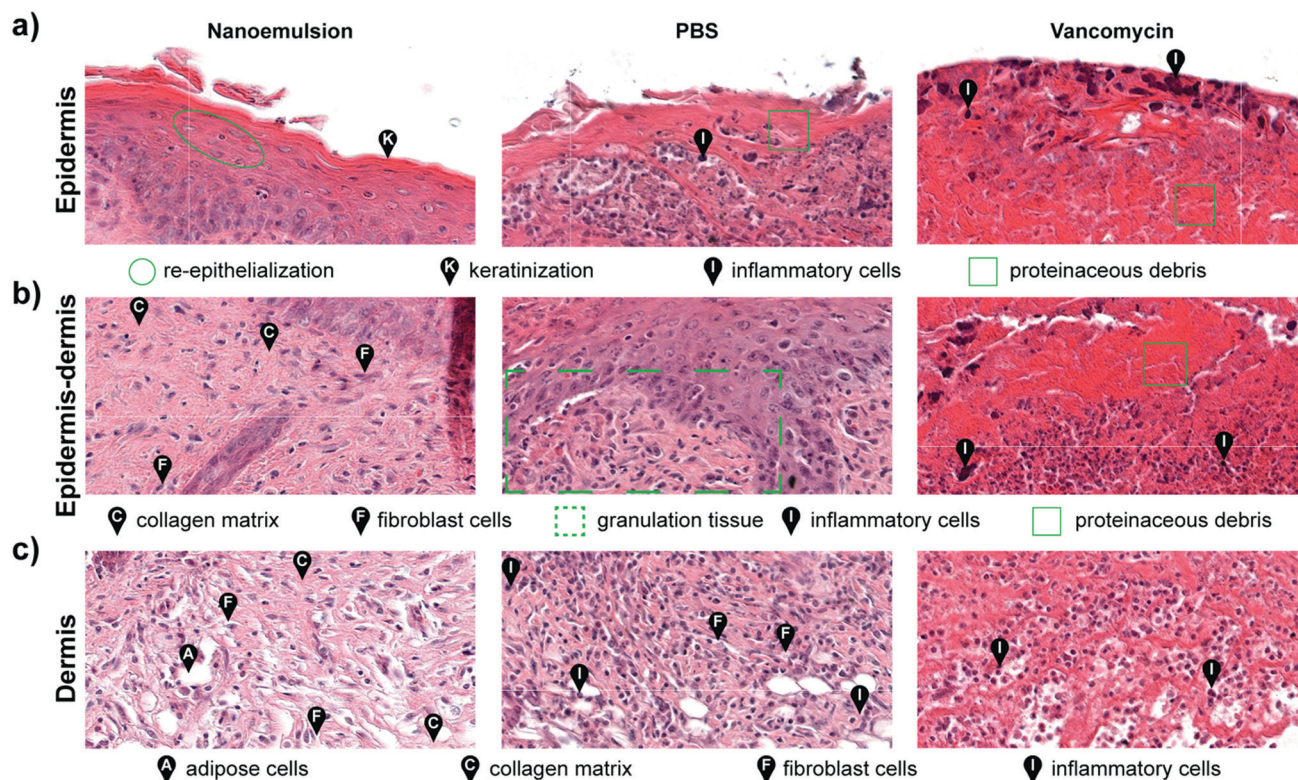 a)
Nanoemulsion PBS Vancomycin
Epidermis
K I I I
re-epithelialization K keratinization I inflammatory cells proteinaceous debris
b)
Epidermis-dermis
C C F F I I
C collagen matrix F fibroblast cells granulation tissue I inflammatory cells proteinaceous debris
c)
Dermis
C F A F C I F F I I I I
A adipose cells C collagen matrix F fibroblast cells I inflammatory cells